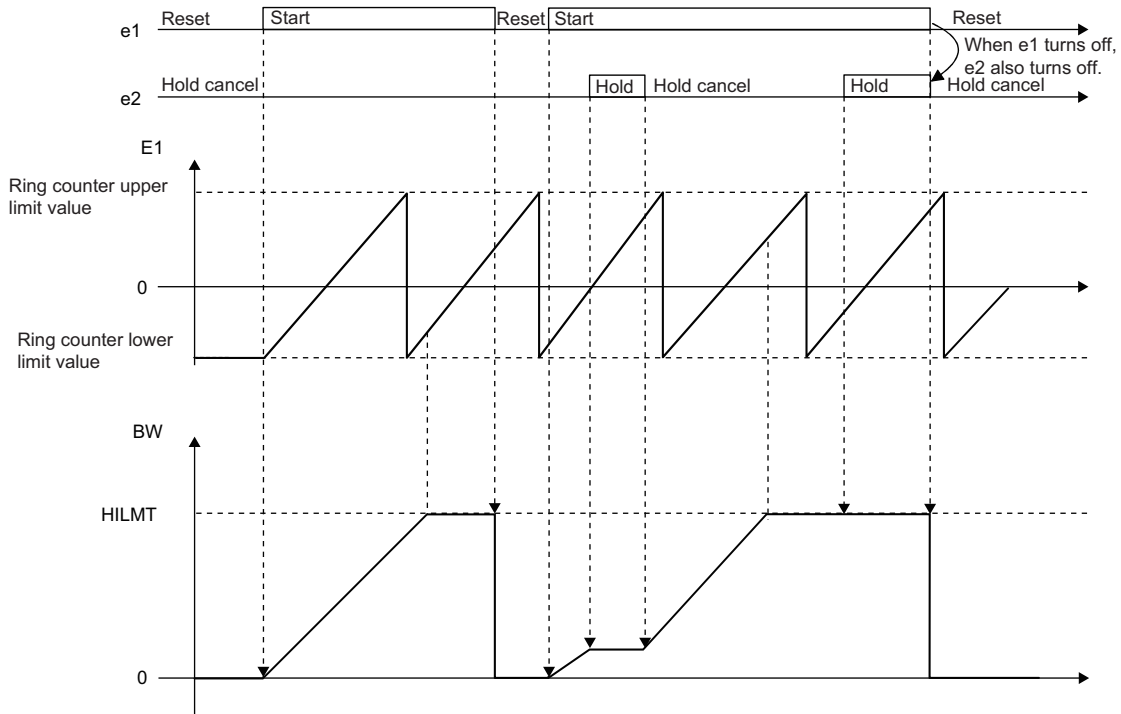 Reset
Start
Reset
Start
Reset
e1
When e1 turns off,
e2 also turns off.
Hold cancel
Hold
Hold cancel
Hold
Hold cancel
e2
E1
Ring counter upper
limit value
0
Ring counter lower
limit value
BW
HILMT
0